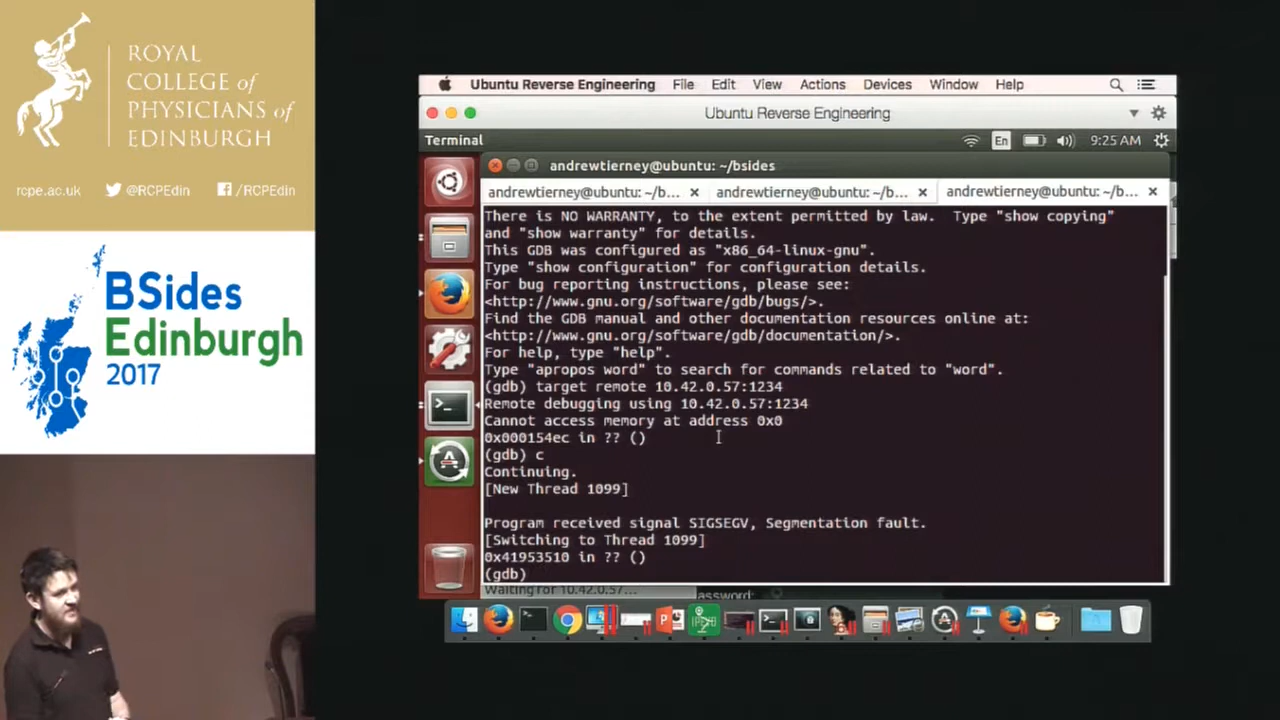 ROYAL
COLLEGE of
PHYSICIANS of
EDINBURGH
rcpe.ac.uk
@RCPEdin
/RCPEdin
BSides
Edinburgh
2017
Ubuntu Reverse Engineering File Edit View Actions Devices Window Help
Ubuntu Reverse Engineering
Terminal
En
9:25 AM
andrewtierney@ubuntu: ~/bsides
andrewtierney@ubuntu: ~/b...
andrewtierney@ubuntu: ~/b...
andrewtierney@ubuntu: ~/b...
There is NO WARRANTY, to the extent permitted by law.  Type "show copying"
and "show warranty" for details.
This GDB was configured as "x86_64-linux-gnu".
Type "show configuration" for configuration details.
For bug reporting instructions, please see:
<http://www.gnu.org/software/gdb/bugs/>.
Find the GDB manual and other documentation resources online at:
<http://www.gnu.org/software/gdb/documentation/>.
For help, type "help".
Type "apropos word" to search for commands related to "word".
(gdb) target remote 10.42.0.57:1234
Remote debugging using 10.42.0.57:1234
Cannot access memory at address 0x0
0x000154ec in ?? ()
(gdb) c
Continuing.
[New Thread 1099]
Program received signal SIGSEGV, Segmentation fault.
[Switching to Thread 1099]
0x41953510 in ?? ()
(gdb)
Waiting for 10.42.0.57...
assword: